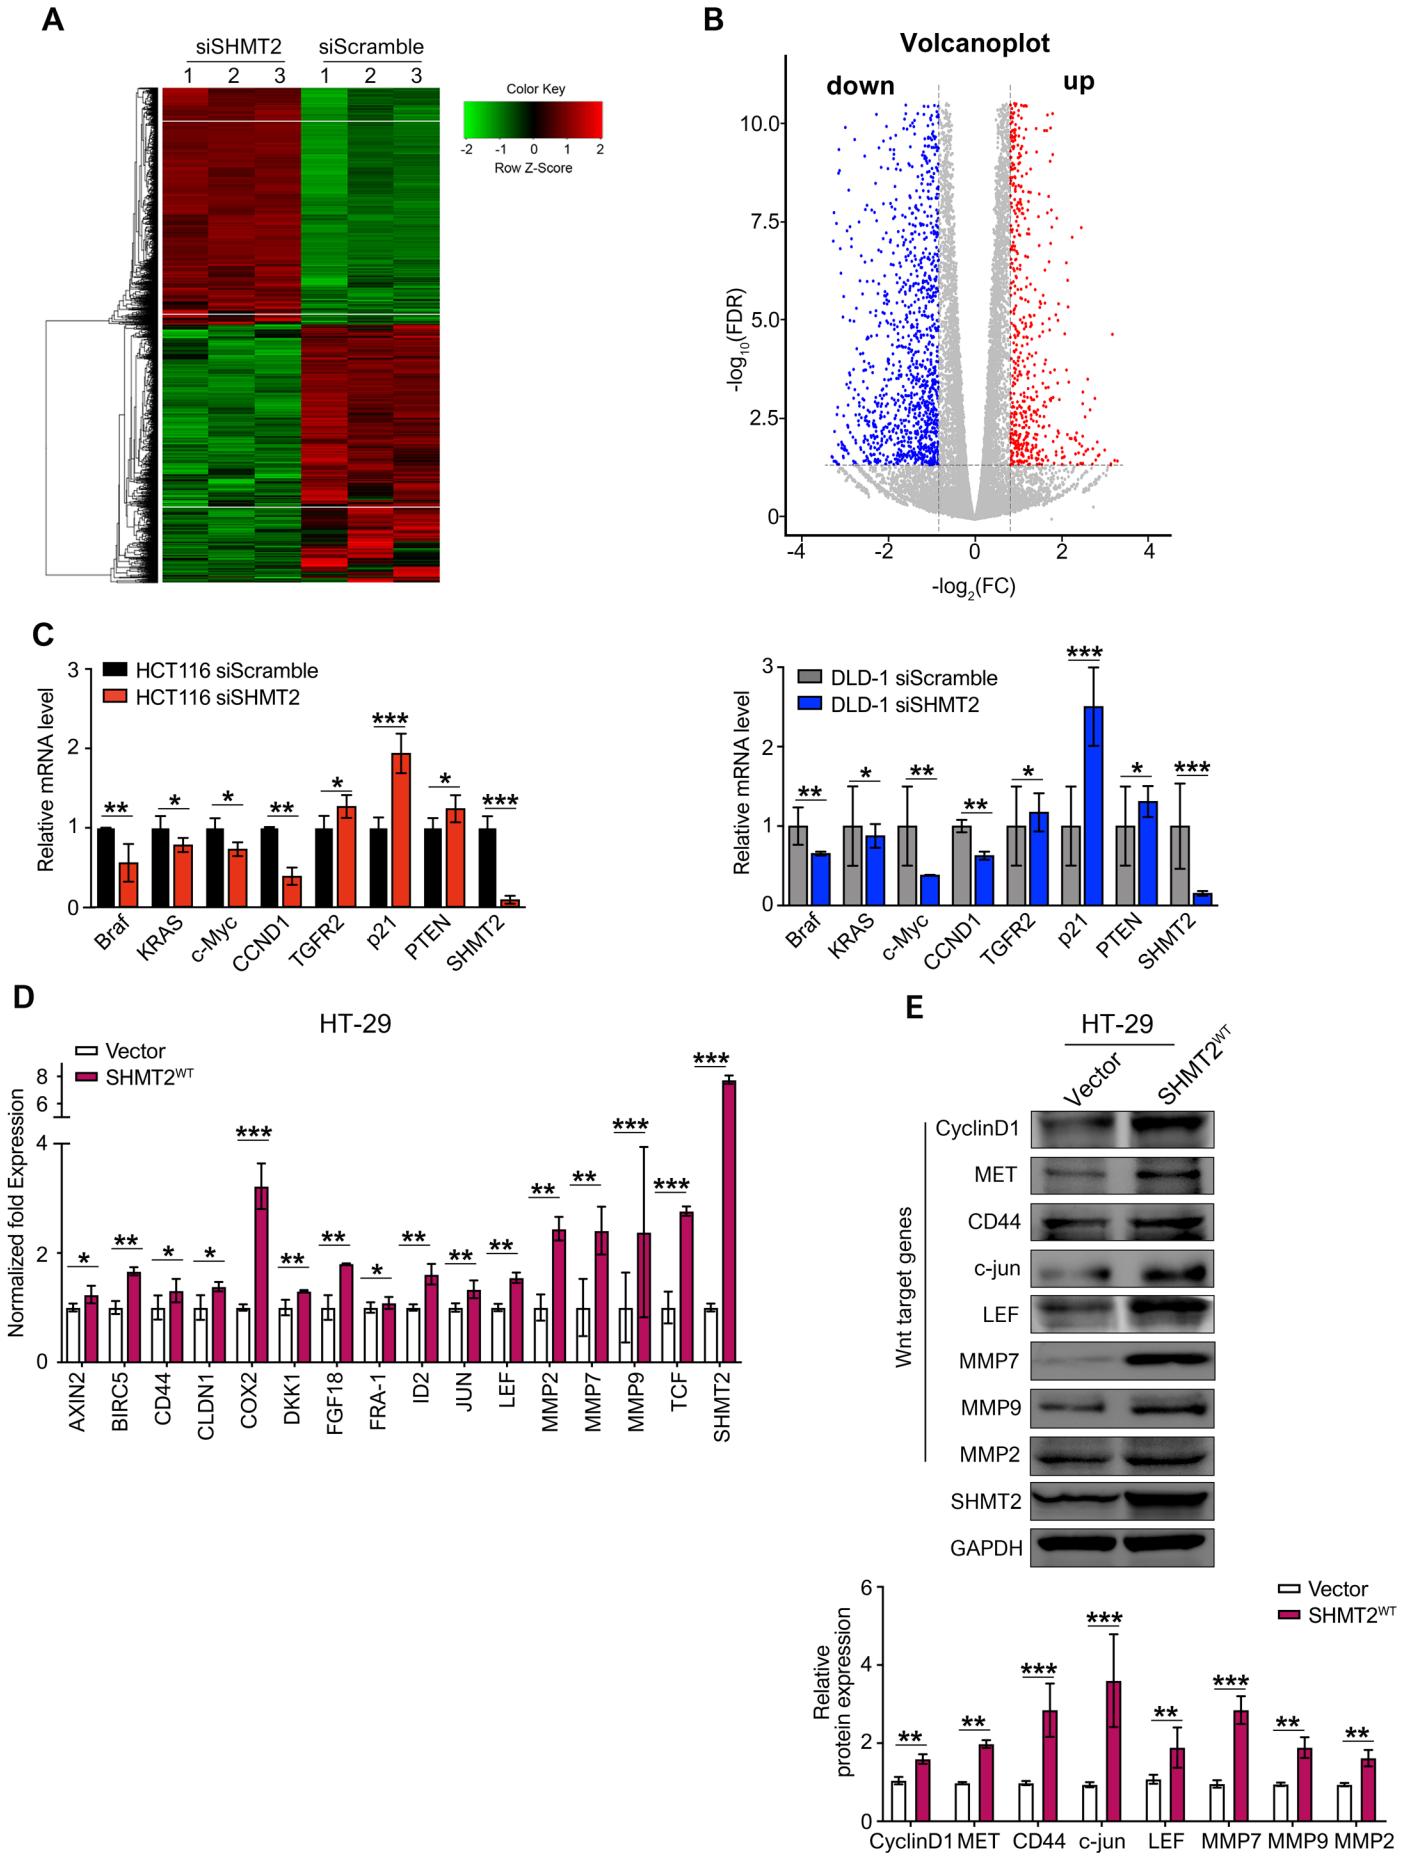 A
siSHMT2 siScramble
1 2 3 1 2 3
Color Key
-2 -1 0 1 2
Row Z-Score
B
Volcanoplot
down up
10.0
7.5
5.0
2.5
0
-log10(FDR)
-4 -2 0 2 4
-log2(FC)
C
HCT116 siScramble
HCT116 siSHMT2
Relative mRNA level
3
2
1
0
** * * ** * *** * ***
Braf KRAS c-Myc CCND1 TGFR2 p21 PTEN SHMT2
DLD-1 siScramble
DLD-1 siSHMT2
Relative mRNA level
3
2
1
0
** * ** ** * *** * ***
Braf KRAS c-Myc CCND1 TGFR2 p21 PTEN SHMT2
D
HT-29
Vector
SHMT2WT
Normalized fold Expression
8
6
4
2
0
* ** * * *** ** ** * ** ** ** ** ** *** *** ***
AXIN2 BIRC5 CD44 CLDN1 COX2 DKK1 FGF18 FRA-1 ID2 JUN LEF MMP2 MMP7 MMP9 TCF SHMT2
E
HT-29
Vector SHMT2WT
Wnt target genes
CyclinD1
MET
CD44
c-jun
LEF
MMP7
MMP9
MMP2
SHMT2
GAPDH
Vector
SHMT2WT
Relative
protein expression
6
4
2
0
** ** *** *** ** *** ** **
CyclinD1 MET CD44 c-jun LEF MMP7 MMP9 MMP2